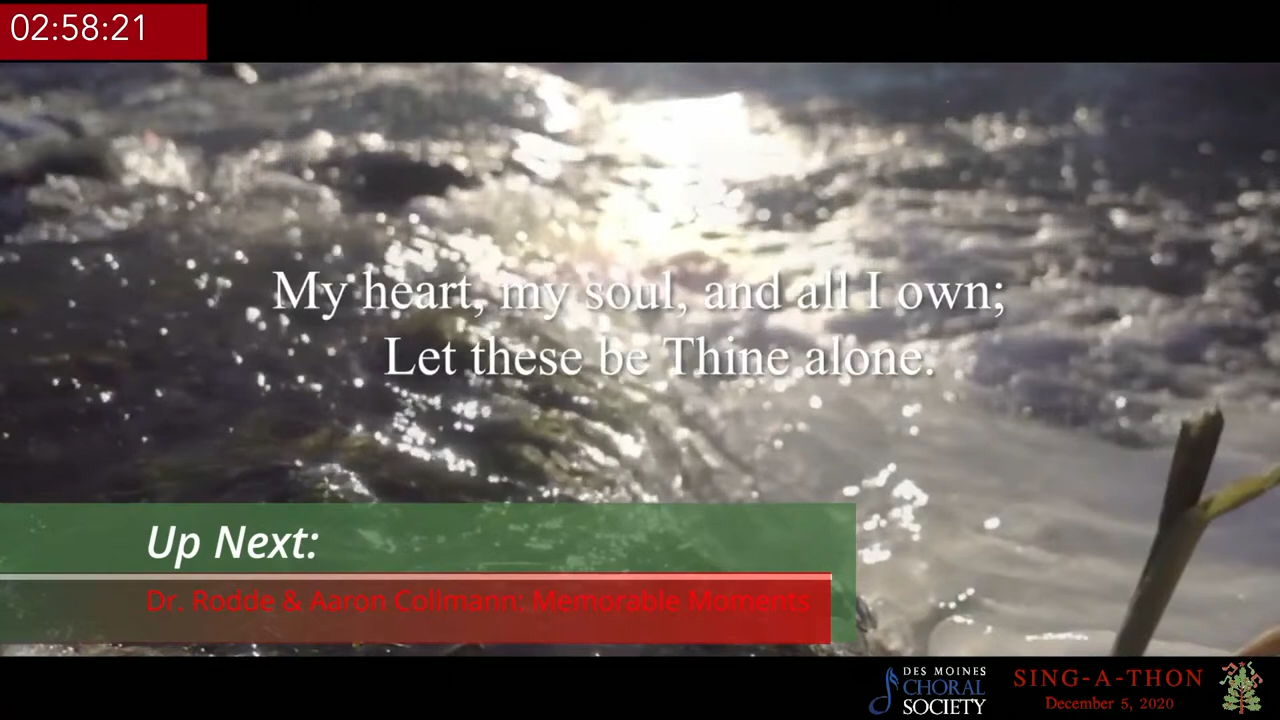 02:58:21
My heart, my soul, and all I own;
Let these be Thine alone.
Up Next:
Dr. Rodde & Aaron Collmann: Memorable Moments
DES MOINES
CHORAL
SOCIETY
SING-A-THON
December 5, 2020